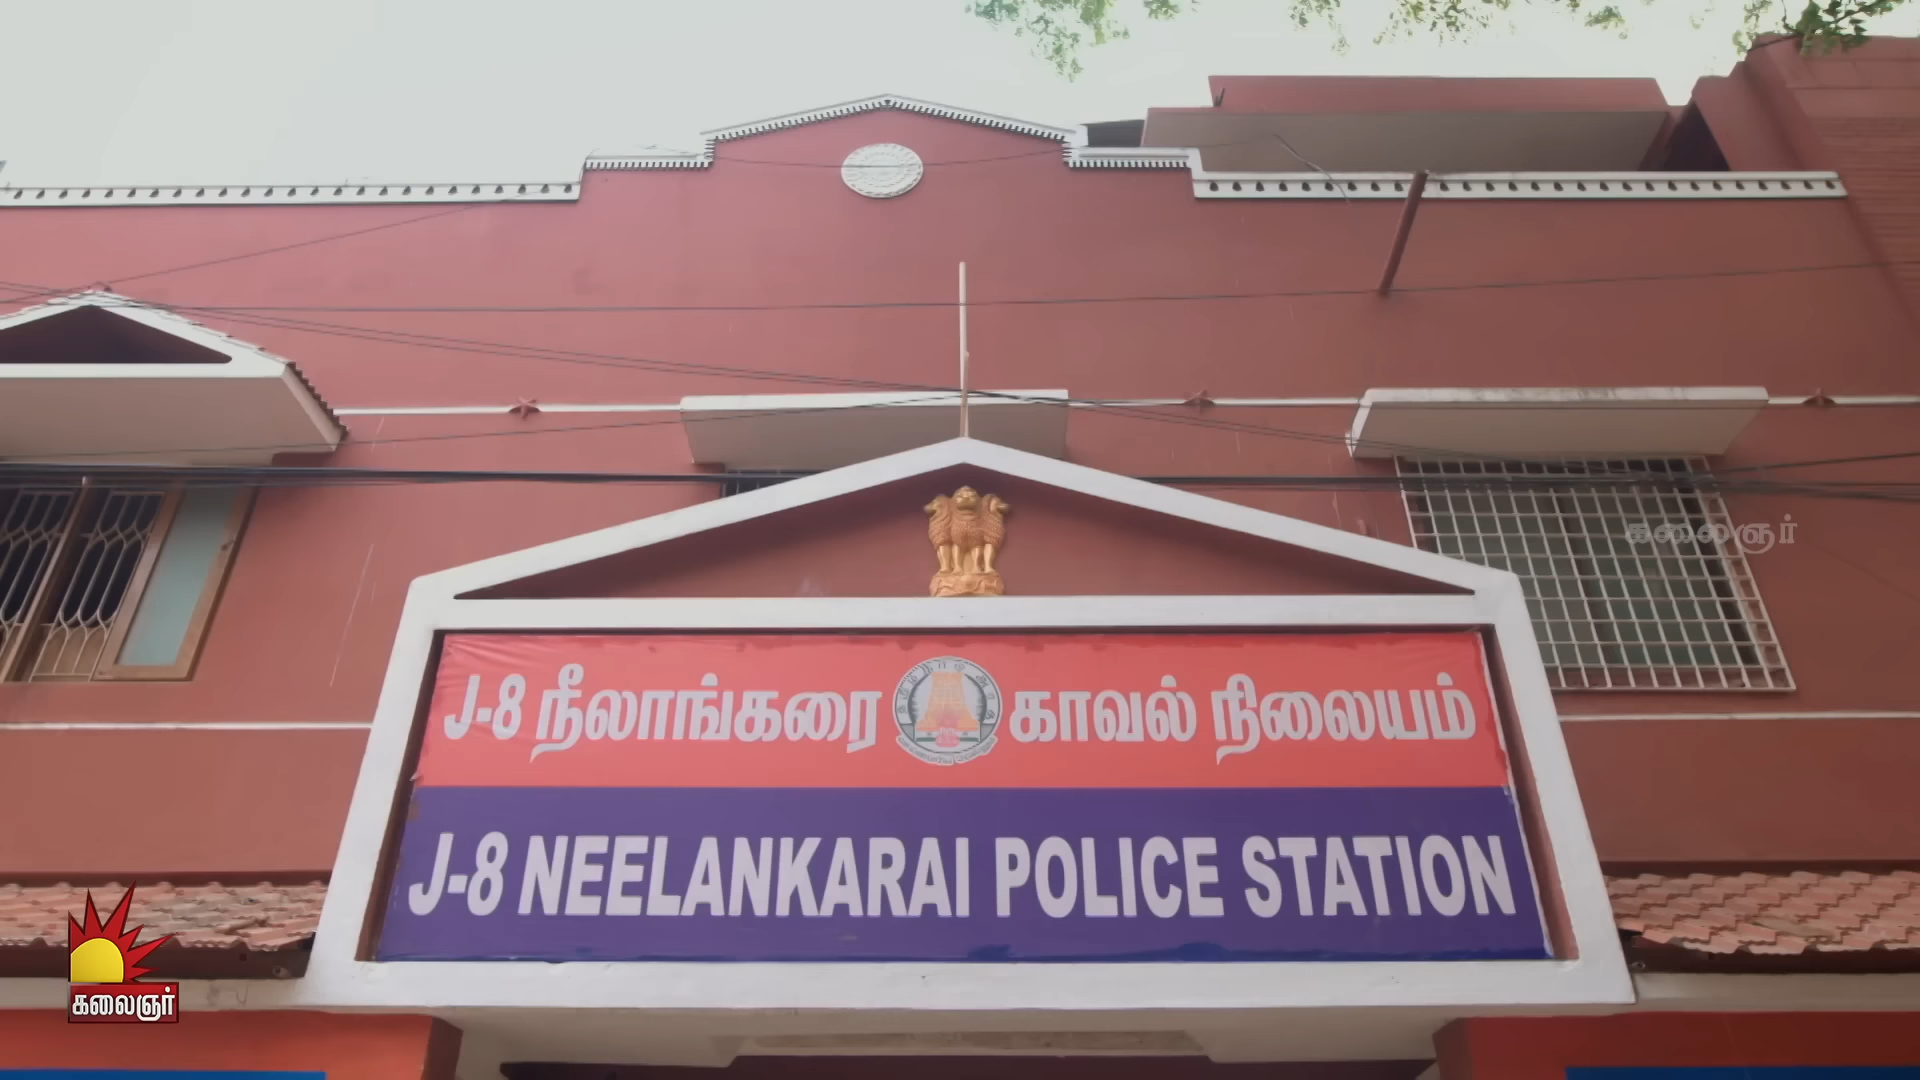 கலைஞர்
J-8 நீலாங்கரை காவல் நிலையம்
J-8 NEELANKARAI POLICE STATION
கலைஞர்